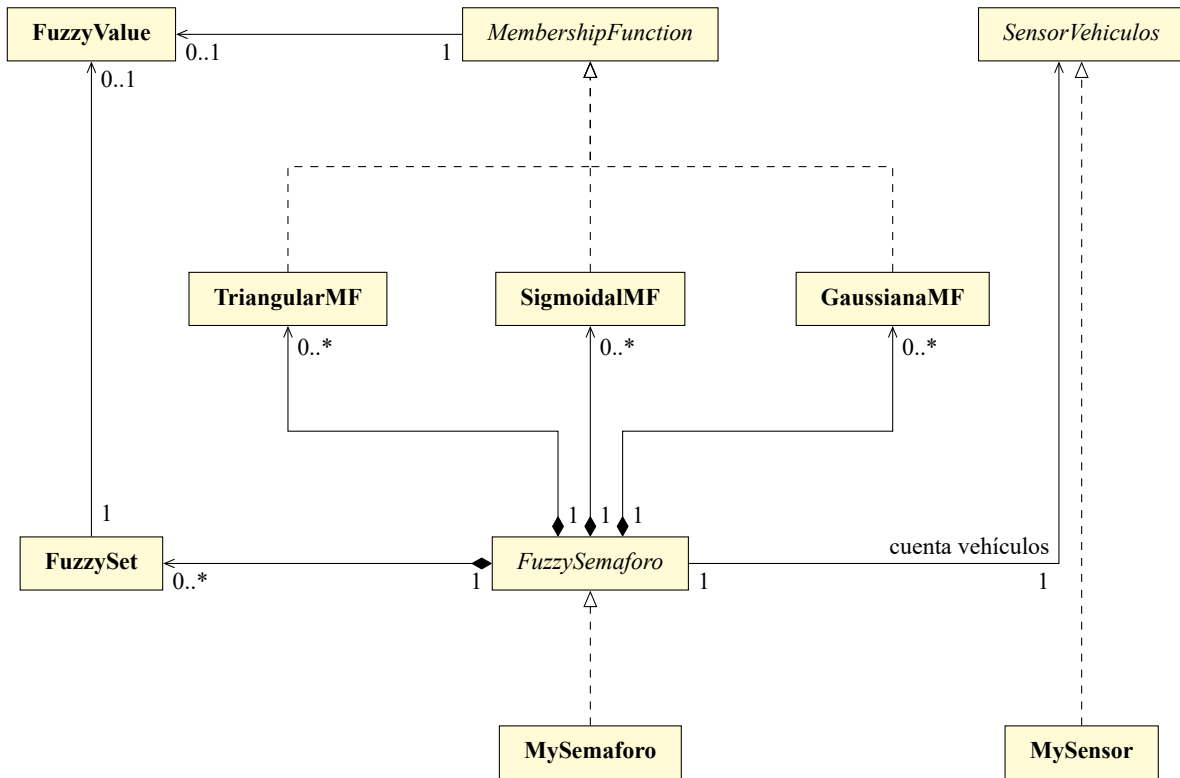 FuzzyValue
MembershipFunction
SensorVehiculos
0..1
1
0..1
TriangularMF
SigmoidalMF
GaussianaMF
0..*
0..*
0..*
1
1
1
1
FuzzySet
FuzzySemaforo
cuenta vehículos
0..*
1
1
1
MySemaforo
MySensor